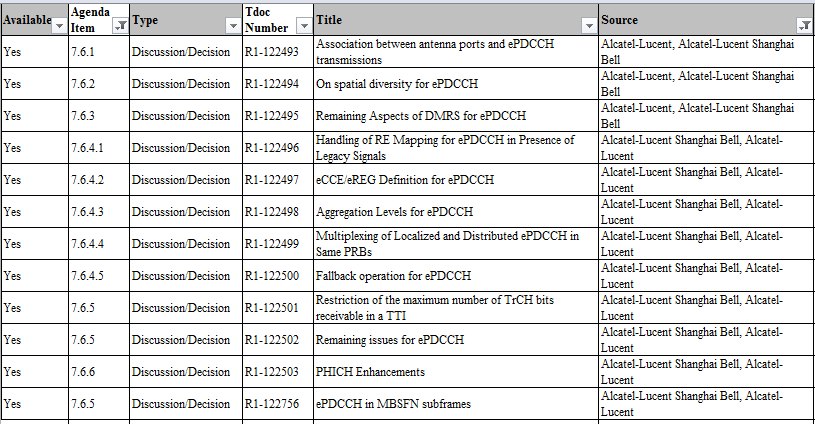 Available Agenda Item Type Tdoc Number Title Source
Yes 7.6.1 Discussion/Decision R1-122493 Association between antenna ports and ePDCCH transmissions Alcatel-Lucent, Alcatel-Lucent Shanghai Bell
Yes 7.6.2 Discussion/Decision R1-122494 On spatial diversity for ePDCCH Alcatel-Lucent, Alcatel-Lucent Shanghai Bell
Yes 7.6.3 Discussion/Decision R1-122495 Remaining Aspects of DMRS for ePDCCH Alcatel-Lucent, Alcatel-Lucent Shanghai Bell
Yes 7.6.4.1 Discussion/Decision R1-122496 Handling of RE Mapping for ePDCCH in Presence of Legacy Signals Alcatel-Lucent Shanghai Bell, Alcatel-Lucent
Yes 7.6.4.2 Discussion/Decision R1-122497 eCCE/eREG Definition for ePDCCH Alcatel-Lucent Shanghai Bell, Alcatel-Lucent
Yes 7.6.4.3 Discussion/Decision R1-122498 Aggregation Levels for ePDCCH Alcatel-Lucent Shanghai Bell, Alcatel-Lucent
Yes 7.6.4.4 Discussion/Decision R1-122499 Multiplexing of Localized and Distributed ePDCCH in Same PRBs Alcatel-Lucent Shanghai Bell, Alcatel-Lucent
Yes 7.6.4.5 Discussion/Decision R1-122500 Fallback operation for ePDCCH Alcatel-Lucent Shanghai Bell, Alcatel-Lucent
Yes 7.6.5 Discussion/Decision R1-122501 Restriction of the maximum number of TrCH bits receivable in a TTI Alcatel-Lucent Shanghai Bell, Alcatel-Lucent
Yes 7.6.5 Discussion/Decision R1-122502 Remaining issues for ePDCCH Alcatel-Lucent Shanghai Bell, Alcatel-Lucent
Yes 7.6.6 Discussion/Decision R1-122503 PHICH Enhancements Alcatel-Lucent Shanghai Bell, Alcatel-Lucent
Yes 7.6.5 Discussion/Decision R1-122756 ePDCCH in MBSFN subframes Alcatel-Lucent Shanghai Bell, Alcatel-Lucent